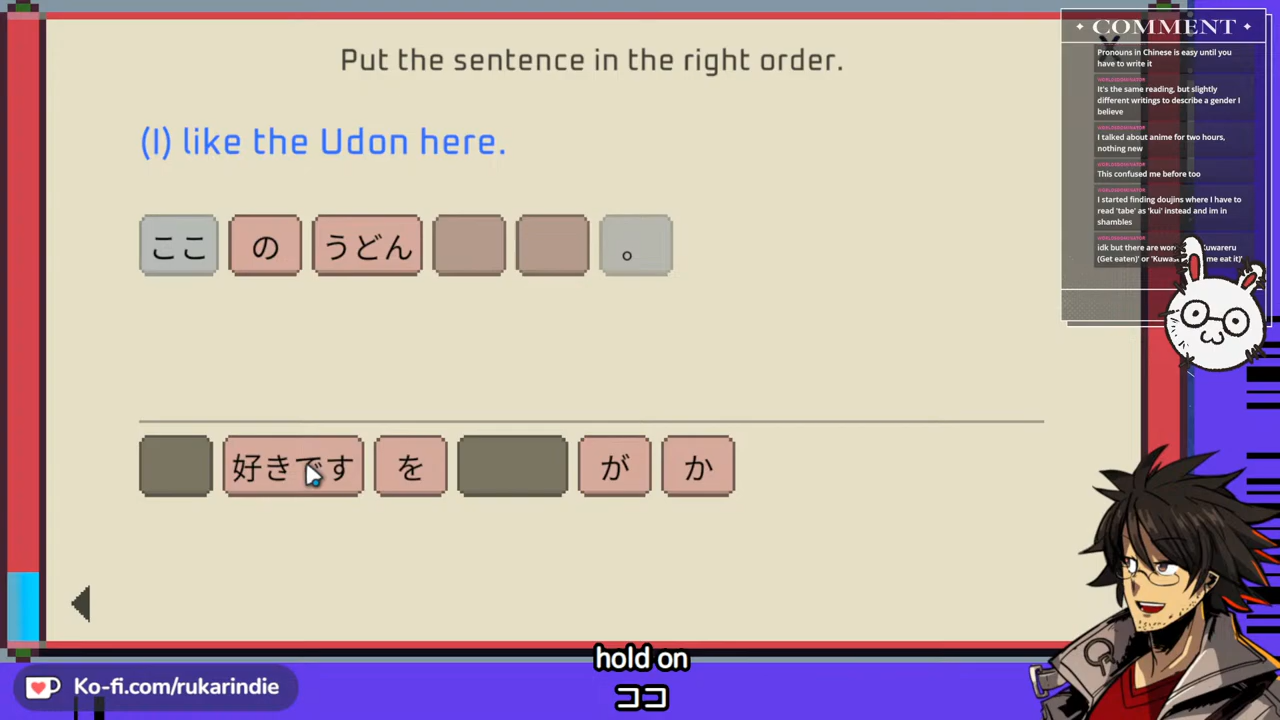 Put the sentence in the right order.
(I) like the Udon here.
ここ の うどん 。
好きです を が か
✦ COMMENT ✦
Pronouns in Chinese is easy until you
have to write it
It's the same reading, but slightly
different writings to describe a gender I
believe
I talked about anime for two hours,
nothing new
This confused me before too
I started finding doujins where I have to
read 'tabe' as 'kui' instead and im in
shambles
idk but there are
(Get eaten)' or me eat it)'
hold on
ココ
Ko-fi.com/rukarindie